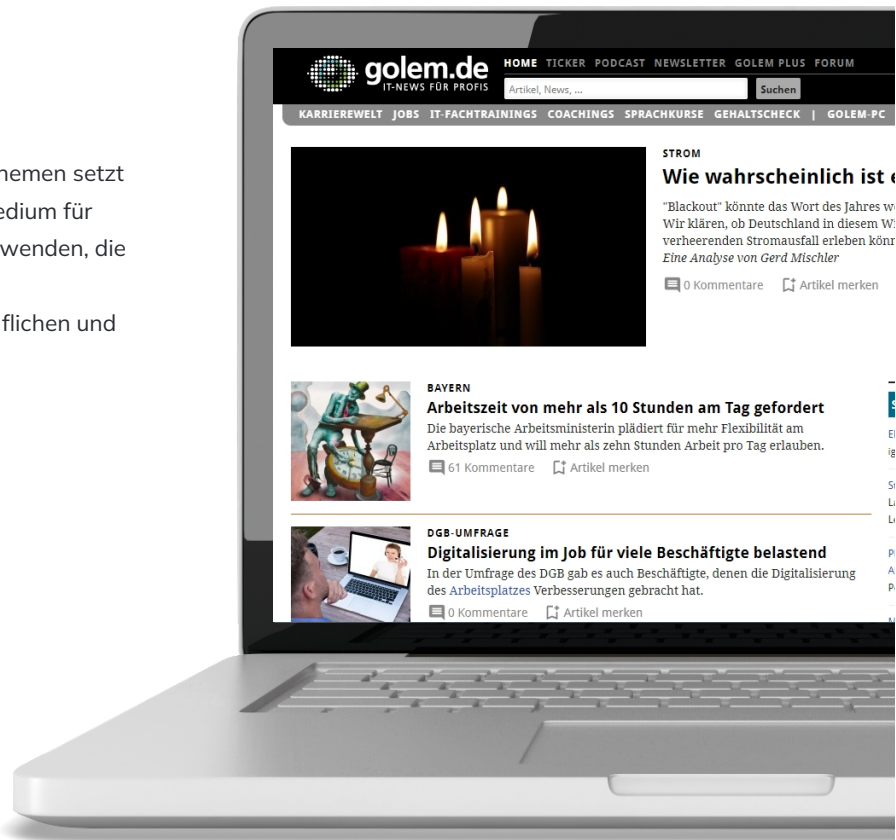 hemen setzt
edium für
wenden, die
flichen und
golem.de
IT-NEWS FÜR PROFIS
HOME TICKER PODCAST NEWSLETTER GOLEM PLUS FORUM
Artikel, News, ...
Suchen
KARRIEREWELT JOBS IT-FACHTRAININGS COACHINGS SPRACHKURSE GEHALTSCHECK | GOLEM-PC
STROM
Wie wahrscheinlich ist e
"Blackout" könnte das Wort des Jahres we
Wir klären, ob Deutschland in diesem Wi
verheerenden Stromausfall erleben könn
Eine Analyse von Gerd Mischler
0 Kommentare Artikel merken
BAYERN
Arbeitszeit von mehr als 10 Stunden am Tag gefordert
Die bayerische Arbeitsministerin plädiert für mehr Flexibilität am
Arbeitsplatz und will mehr als zehn Stunden Arbeit pro Tag erlauben.
61 Kommentare Artikel merken
DGB-UMFRAGE
Digitalisierung im Job für viele Beschäftigte belastend
In der Umfrage des DGB gab es auch Beschäftigte, denen die Digitalisierung
des Arbeitsplatzes Verbesserungen gebracht hat.
0 Kommentare Artikel merken